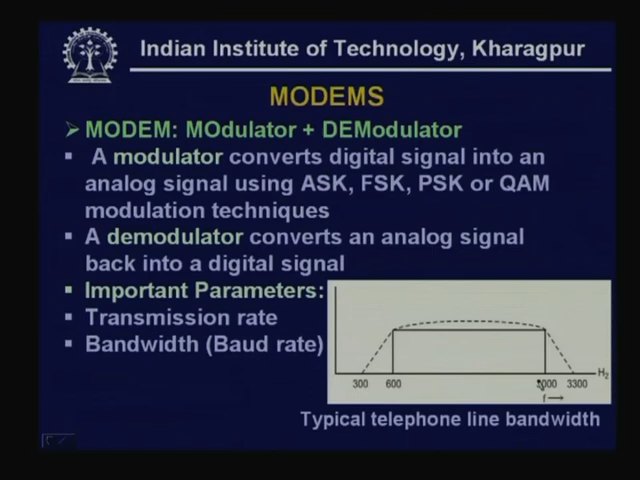 Indian Institute of Technology, Kharagpur
MODEMS
MODEM: MOdulator + DEModulator
A modulator converts digital signal into an
analog signal using ASK, FSK, PSK or QAM
modulation techniques
A demodulator converts an analog signal
back into a digital signal
Important Parameters:
Transmission rate
Bandwidth (Baud rate)
300 600 3000 3300 Hz
f
Typical telephone line bandwidth